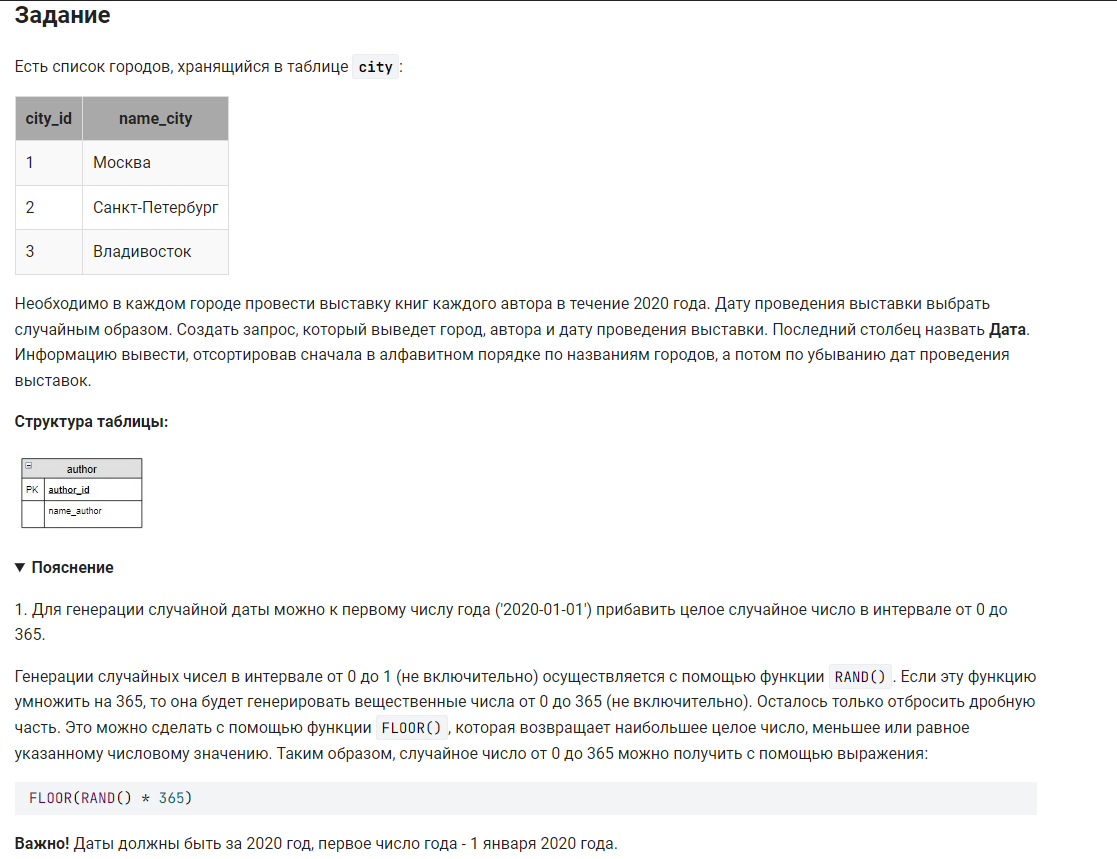 Задание
Есть список городов, хранящийся в таблице city :
city_id name_city
1 Москва
2 Санкт-Петербург
3 Владивосток
Необходимо в каждом городе провести выставку книг каждого автора в течение 2020 года. Дату проведения выставки выбрать
случайным образом. Создать запрос, который выведет город, автора и дату проведения выставки. Последний столбец назвать Дата.
Информацию вывести, отсортировав сначала в алфавитном порядке по названиям городов, а потом по убыванию дат проведения
выставок.
Структура таблицы:
author
PK author_id
name_author
Пояснение
1. Для генерации случайной даты можно к первому числу года ('2020-01-01') прибавить целое случайное число в интервале от 0 до
365.
Генерации случайных чисел в интервале от 0 до 1 (не включительно) осуществляется с помощью функции RAND() . Если эту функцию
умножить на 365, то она будет генерировать вещественные числа от 0 до 365 (не включительно). Осталось только отбросить дробную
часть. Это можно сделать с помощью функции FLOOR() , которая возвращает наибольшее целое число, меньшее или равное
указанному числовому значению. Таким образом, случайное число от 0 до 365 можно получить с помощью выражения:
FLOOR(RAND() * 365)
Важно! Даты должны быть за 2020 год, первое число года - 1 января 2020 года.